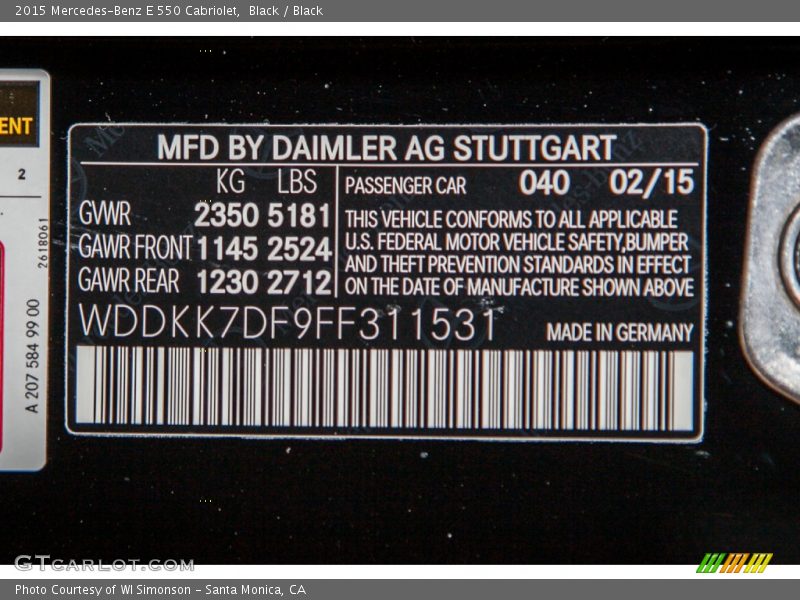 2015 Mercedes-Benz E 550 Cabriolet, Black / Black
ENT
2
2618061
A 207 584 99 00
MFD BY DAIMLER AG STUTTGART
KG LBS
GWR 2350 5181
GAWR FRONT 1145 2524
GAWR REAR 1230 2712
PASSENGER CAR 040 02/15
THIS VEHICLE CONFORMS TO ALL APPLICABLE
U.S. FEDERAL MOTOR VEHICLE SAFETY,BUMPER
AND THEFT PREVENTION STANDARDS IN EFFECT
ON THE DATE OF MANUFACTURE SHOWN ABOVE
WDDKK7DF9FF311531
MADE IN GERMANY
GTCARLOT.COM
Photo Courtesy of WI Simonson - Santa Monica, CA